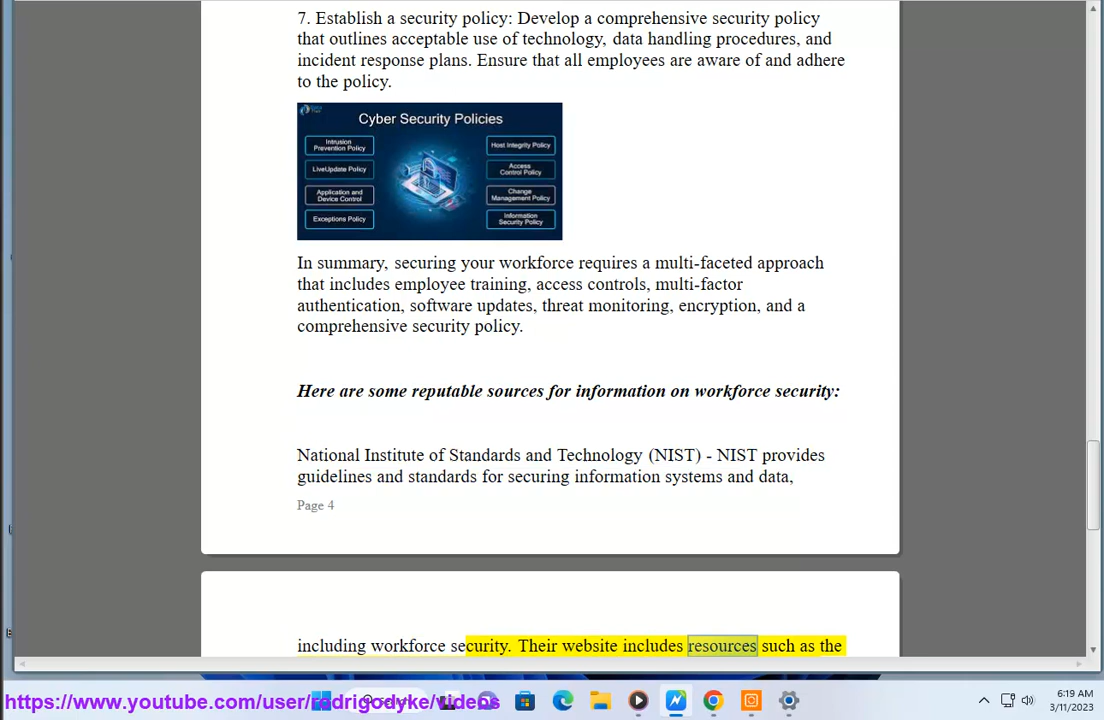 7. Establish a security policy: Develop a comprehensive security policy
that outlines acceptable use of technology, data handling procedures, and
incident response plans. Ensure that all employees are aware of and adhere
to the policy.
Cyber Security Policies
Intrusion
Prevention Policy
Host Integrity Policy
LiveUpdate Policy
Access
Control Policy
Application and
Device Control
Change
Management Policy
Exceptions Policy
Information
Security Policy
In summary, securing your workforce requires a multi-faceted approach
that includes employee training, access controls, multi-factor
authentication, software updates, threat monitoring, encryption, and a
comprehensive security policy.
Here are some reputable sources for information on workforce security:
National Institute of Standards and Technology (NIST) - NIST provides
guidelines and standards for securing information systems and data,
Page 4
including workforce security. Their website includes resources such as the
https://www.youtube.com/user/rodrigodyke/videos
6:19 AM
3/11/2023